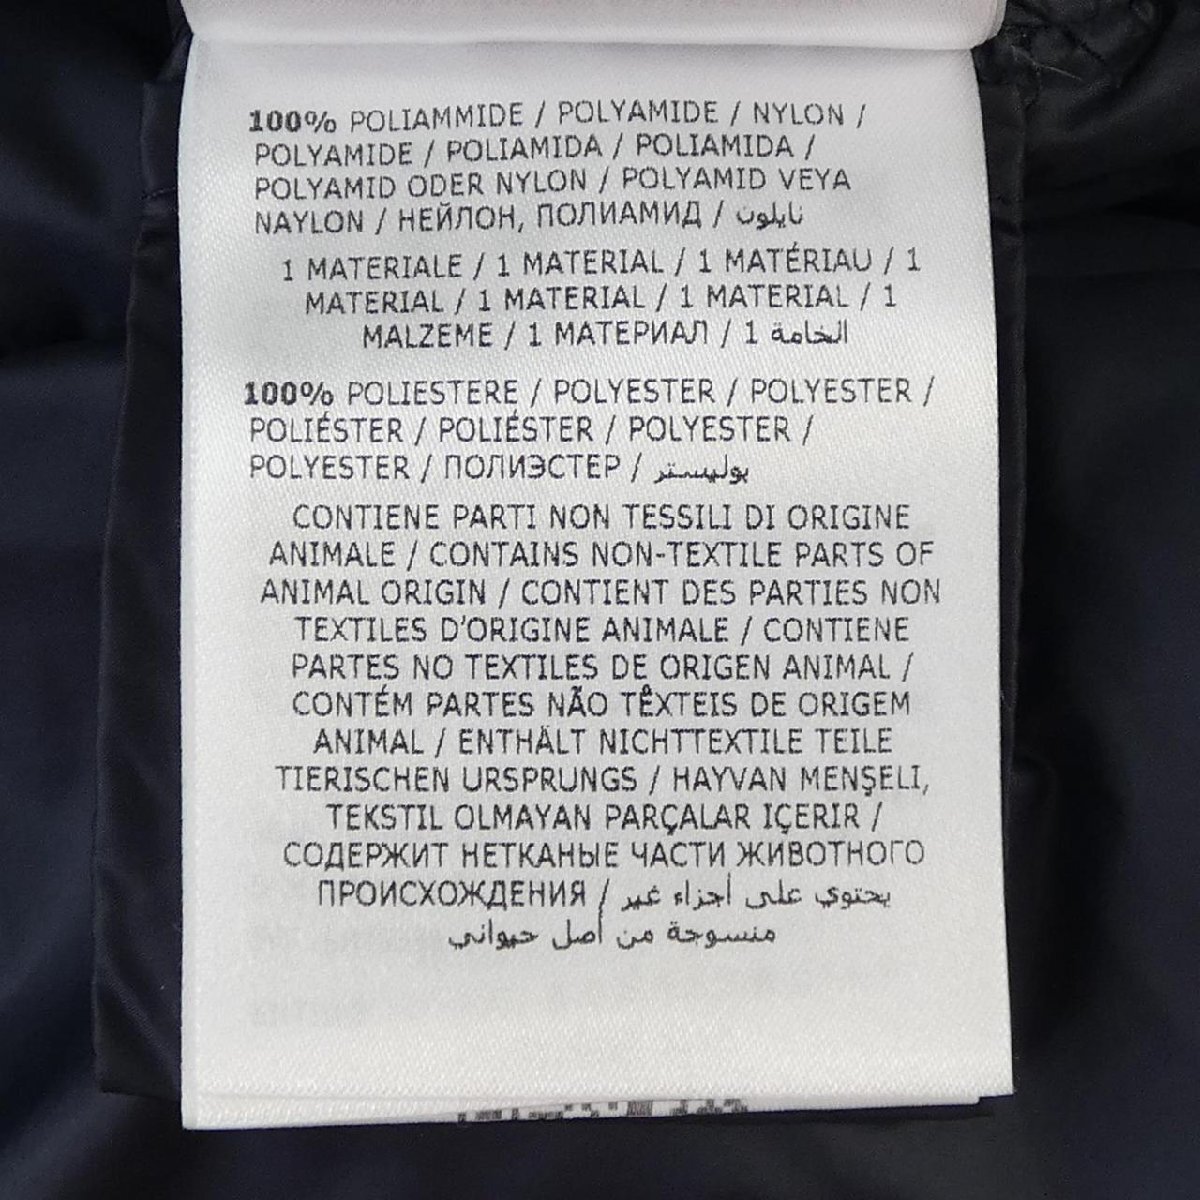 100% POLIAMMIDE / POLYAMIDE / NYLON /
POLYAMIDE / POLIAMIDA / POLIAMIDA /
POLYAMID ODER NYLON / POLYAMID VEYA
NAYLON / НЕЙЛОН, ПОЛИАМИД / نايلون
1 MATERIALE / 1 MATERIAL / 1 MATÉRIAU / 1
MATERIAL / 1 MATERIAL / 1 MATERIAL / 1
MALZEME / 1 МАТЕРИАЛ / 1 الخامة
100% POLIESTERE / POLYESTER / POLYESTER /
POLIÉSTER / POLIÉSTER / POLYESTER /
POLYESTER / ПОЛИЭСТЕР / بوليستر
CONTIENE PARTI NON TESSILI DI ORIGINE
ANIMALE / CONTAINS NON-TEXTILE PARTS OF
ANIMAL ORIGIN / CONTIENT DES PARTIES NON
TEXTILES D'ORIGINE ANIMALE / CONTIENE
PARTES NO TEXTILES DE ORIGEN ANIMAL /
CONTÉM PARTES NÃO TÊXTEIS DE ORIGEM
ANIMAL / ENTHÄLT NICHTTEXTILE TEILE
TIERISCHEN URSPRUNGS / HAYVAN MENŞELİ,
TEKSTIL OLMAYAN PARÇALAR IÇERIR /
СОДЕРЖИТ НЕТКАНЫЕ ЧАСТИ ЖИВОТНОГО
ПРОИСХОЖДЕНИЯ / يحتوي على أجزاء غير
منسوجة من أصل حيواني